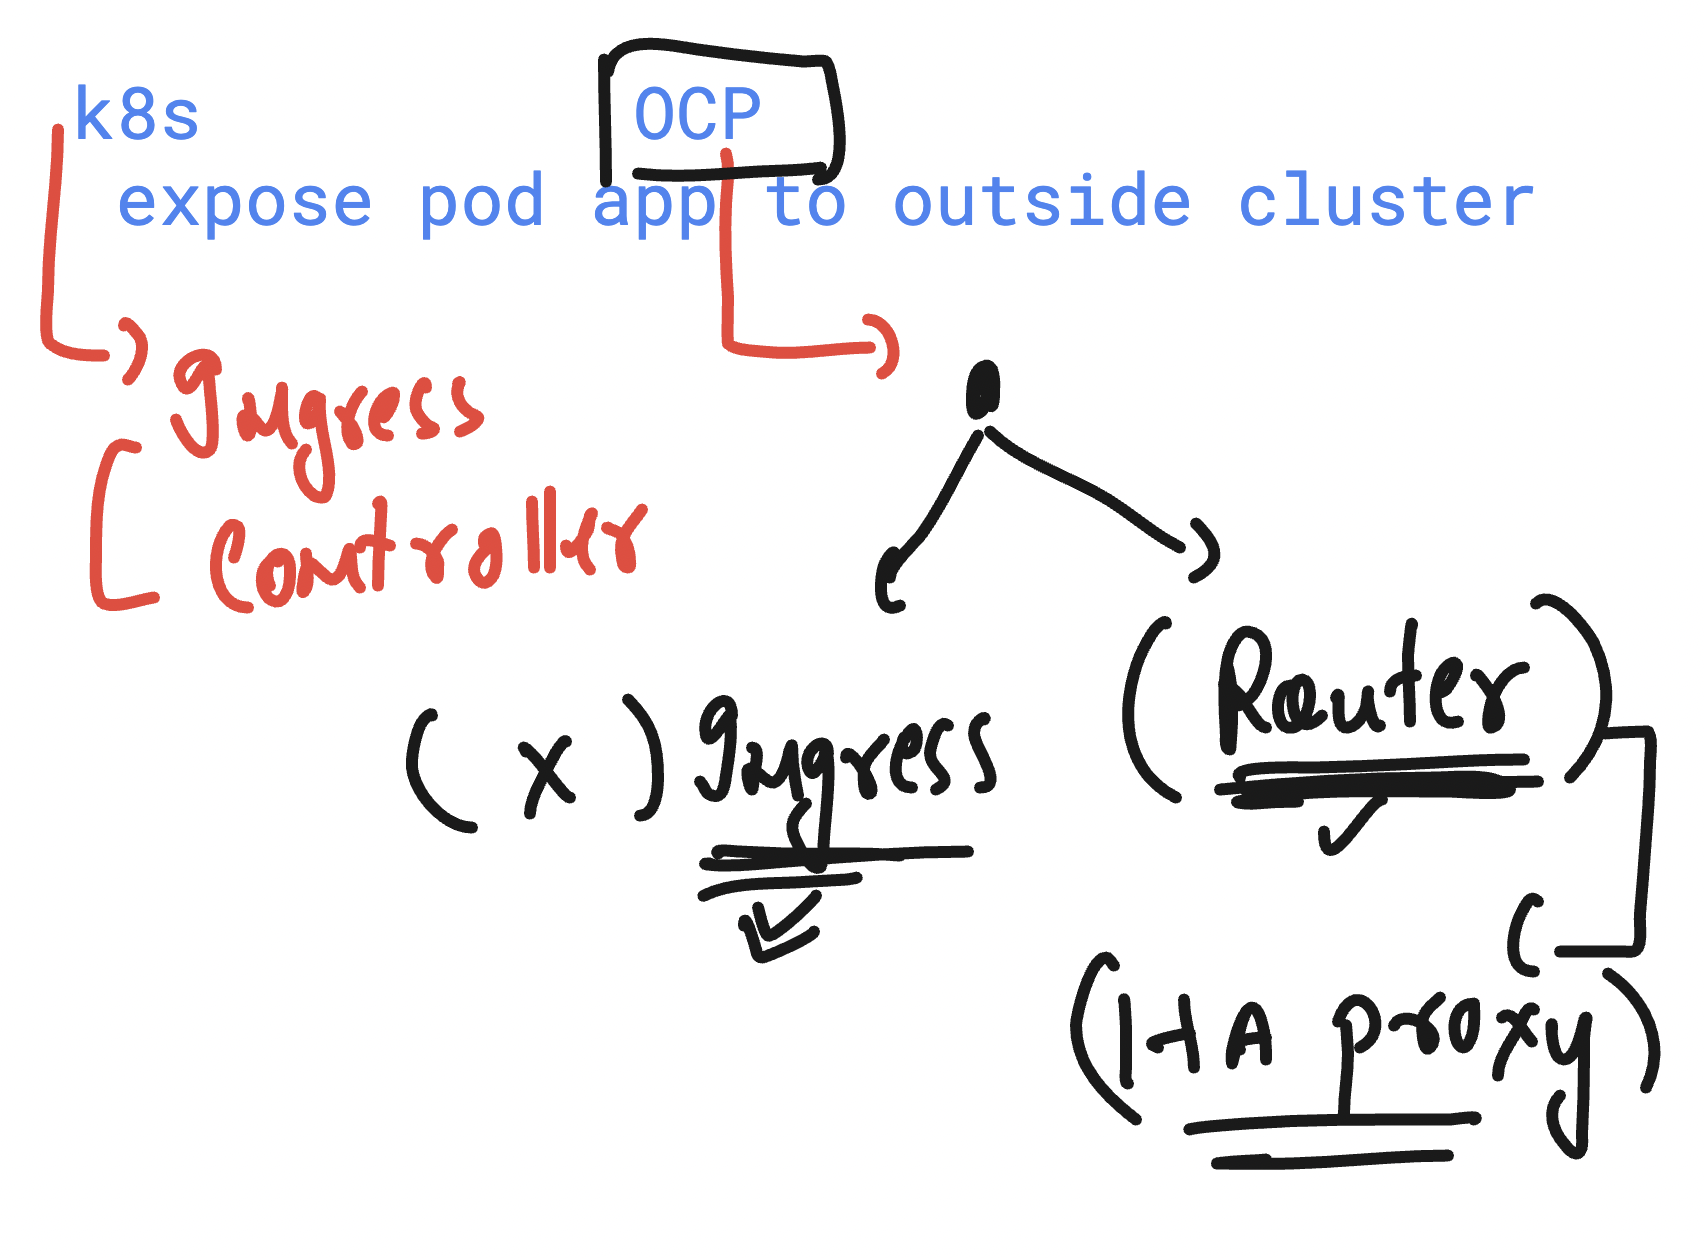 k8s OCP
expose pod app to outside cluster
Ingress
Controller
(Router)
(x) Ingress
(HA proxy)